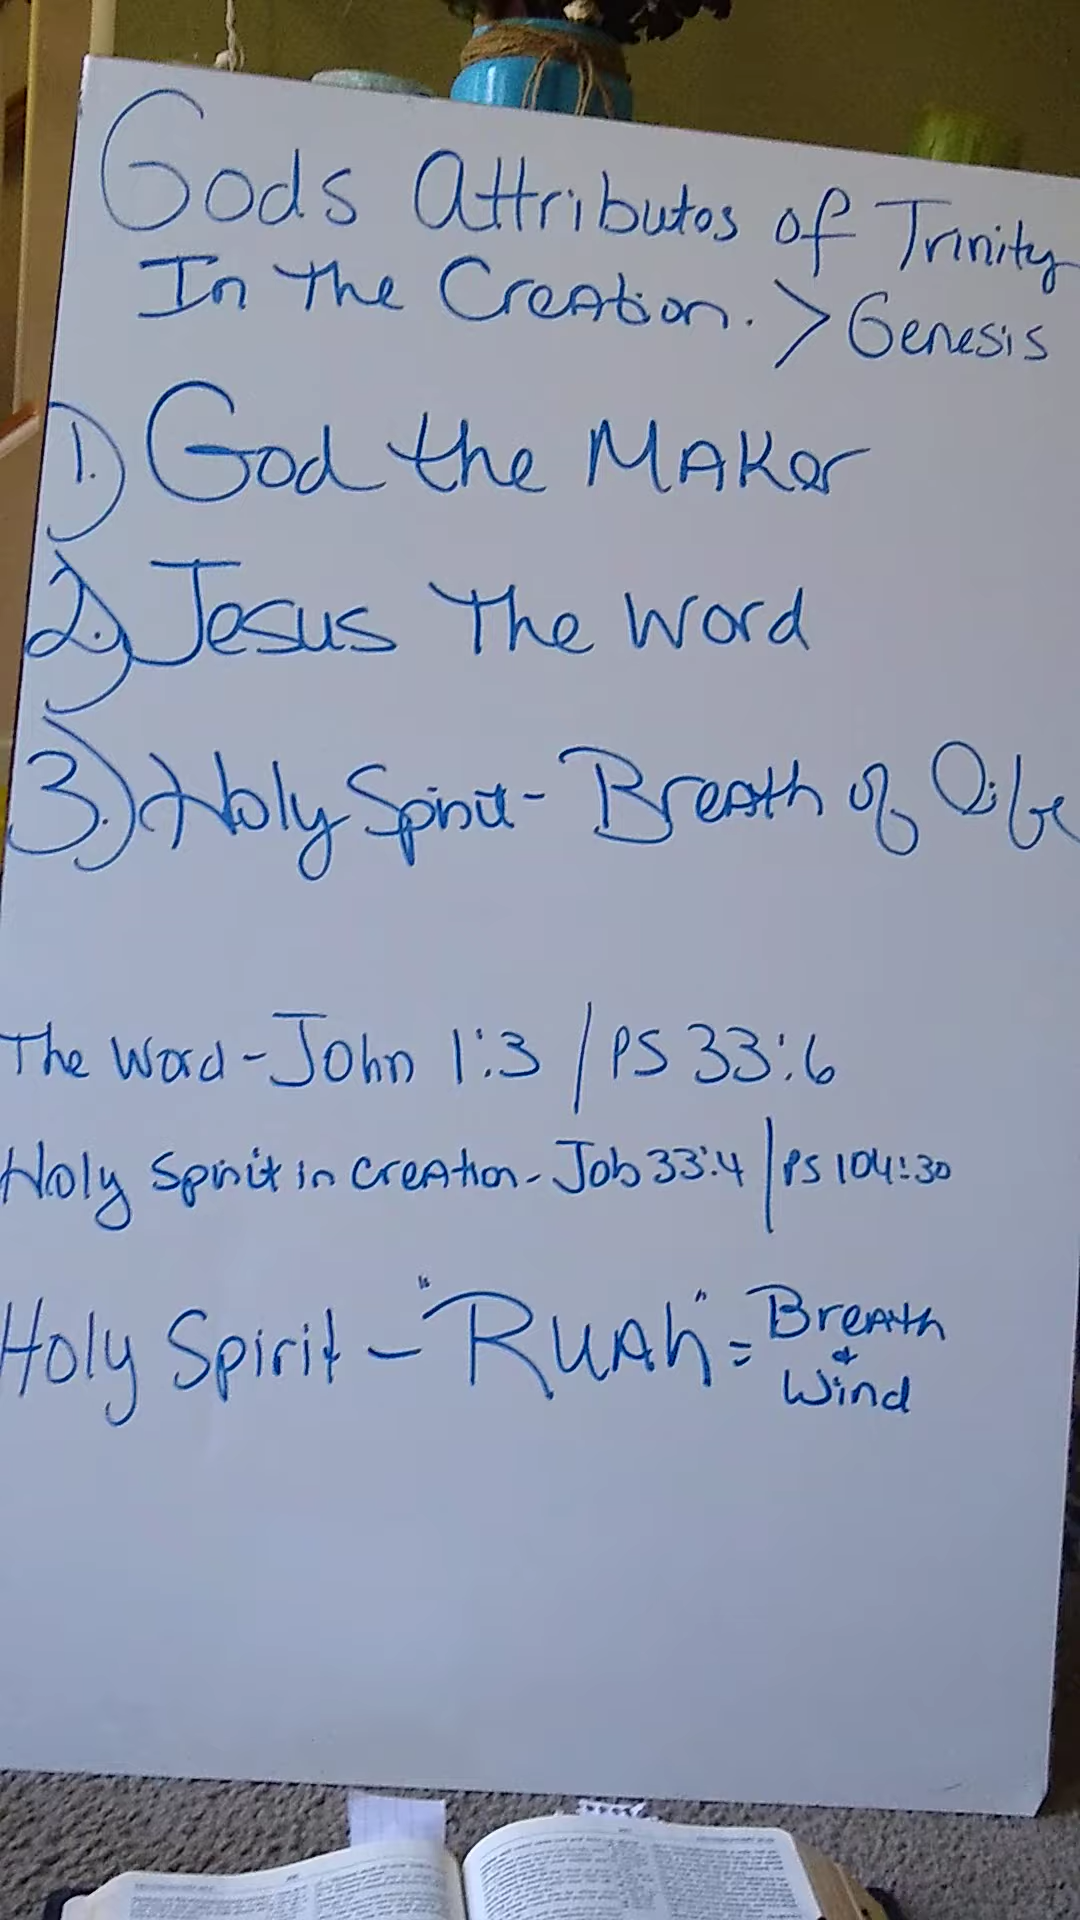 Gods Attributes of Trinity
In The Creation. > Genesis
1.) God the Maker
2.) Jesus The Word
3.) Holy Spirit - Breath of Life
The Word - John 1:3 / PS 33:6
Holy Spirit in Creation - Job 33:4 / PS 104:30
Holy Spirit - "RUAh" = Breath
&
Wind